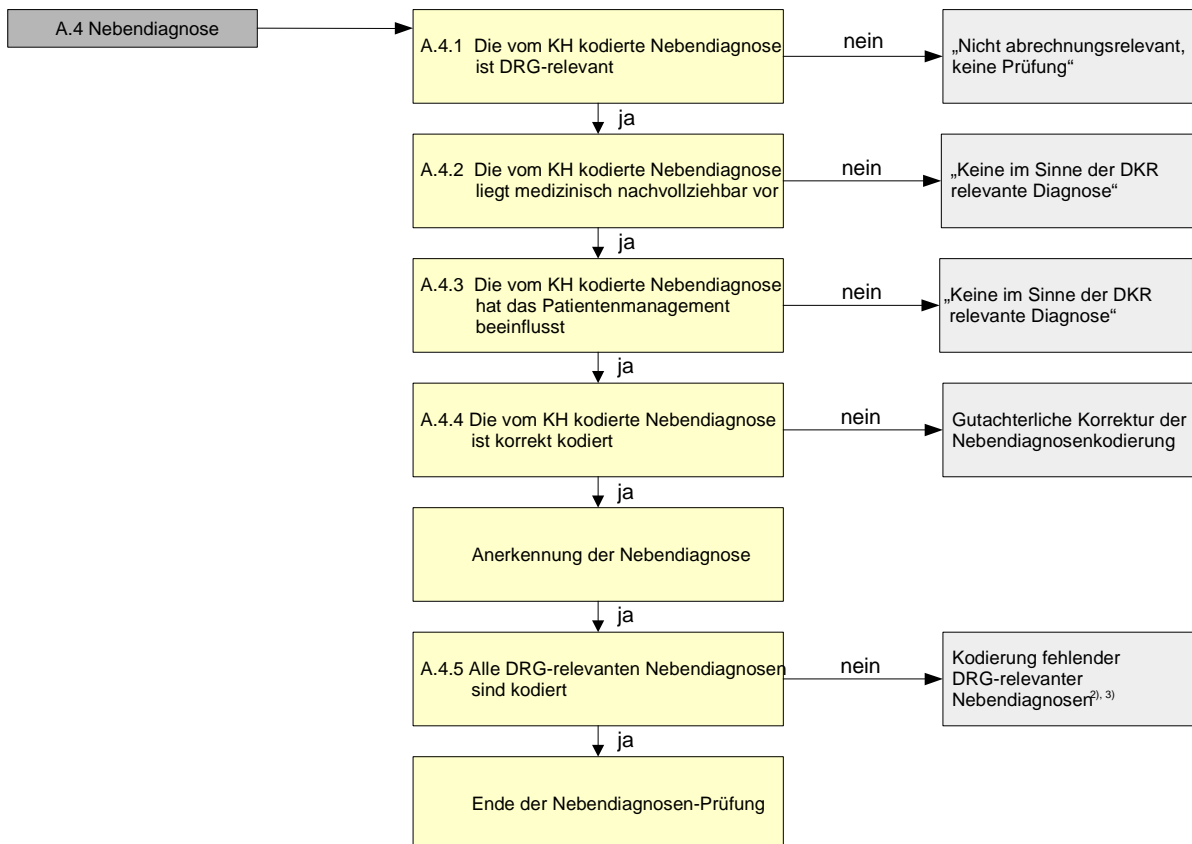 A.4 Nebendiagnose
A.4.1 Die vom KH kodierte Nebendiagnose
ist DRG-relevant
nein
„Nicht abrechnungsrelevant,
keine Prüfung“
ja
A.4.2 Die vom KH kodierte Nebendiagnose
liegt medizinisch nachvollziehbar vor
nein
„Keine im Sinne der DKR
relevante Diagnose“
ja
A.4.3 Die vom KH kodierte Nebendiagnose
hat das Patientenmanagement
beeinflusst
nein
„Keine im Sinne der DKR
relevante Diagnose“
ja
A.4.4 Die vom KH kodierte Nebendiagnose
ist korrekt kodiert
nein
Gutachterliche Korrektur der
Nebendiagnosenkodierung
ja
Anerkennung der Nebendiagnose
ja
A.4.5 Alle DRG-relevanten Nebendiagnosen
sind kodiert
nein
Kodierung fehlender
DRG-relevanter
Nebendiagnosen2), 3)
ja
Ende der Nebendiagnosen-Prüfung